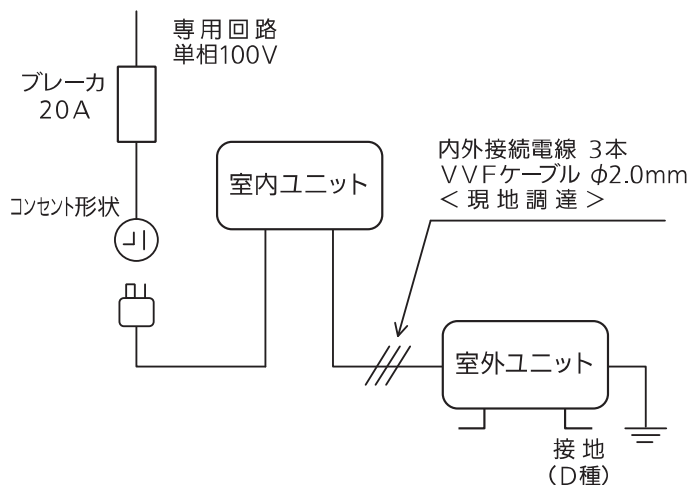 専用回路
単相100V
ブレーカ
20A
コンセント形状
室内ユニット
内外接続電線 3本
VVFケーブル φ2.0mm
<現地調達>
室外ユニット
接地
(D種)